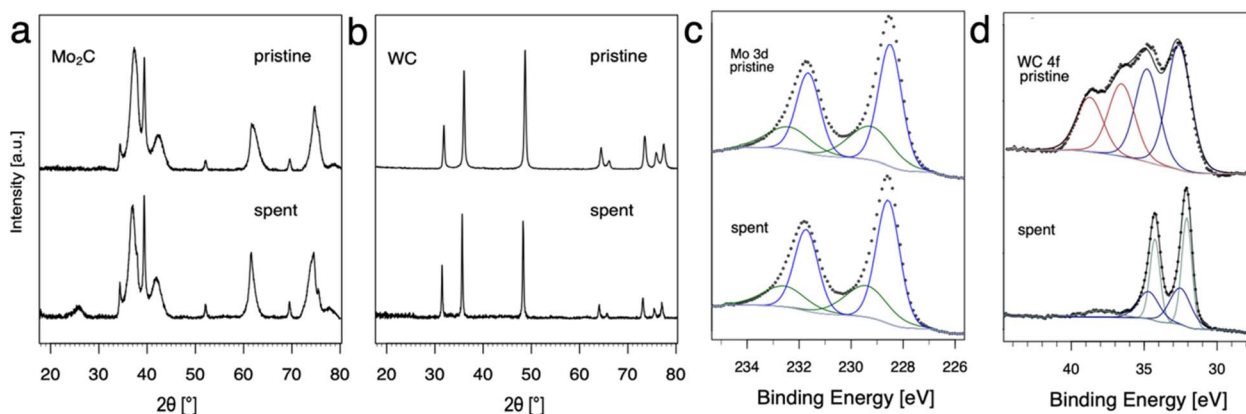 a
Mo₂C
pristine
spent
Intensity [a.u.]
20 30 40 50 60 70 80
2θ [°]
b
WC
pristine
spent
20 30 40 50 60 70 80
2θ [°]
c
Mo 3d
pristine
spent
234 232 230 228 226
Binding Energy [eV]
d
WC 4f
pristine
spent
40 35 30
Binding Energy [eV]